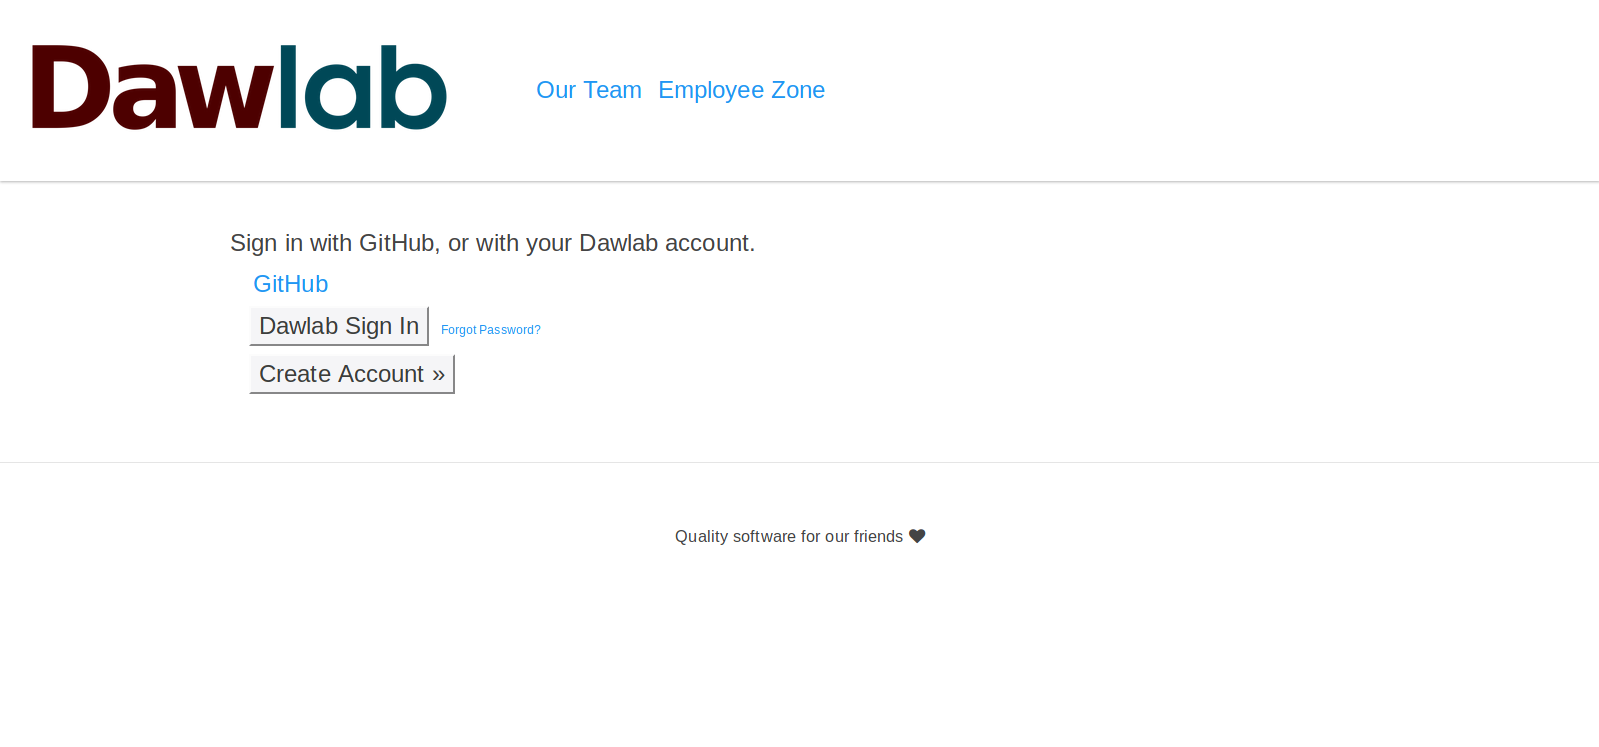 Dawlab
Our Team Employee Zone
Sign in with GitHub, or with your Dawlab account.
GitHub
Dawlab Sign In Forgot Password?
Create Account »
Quality software for our friends ♥